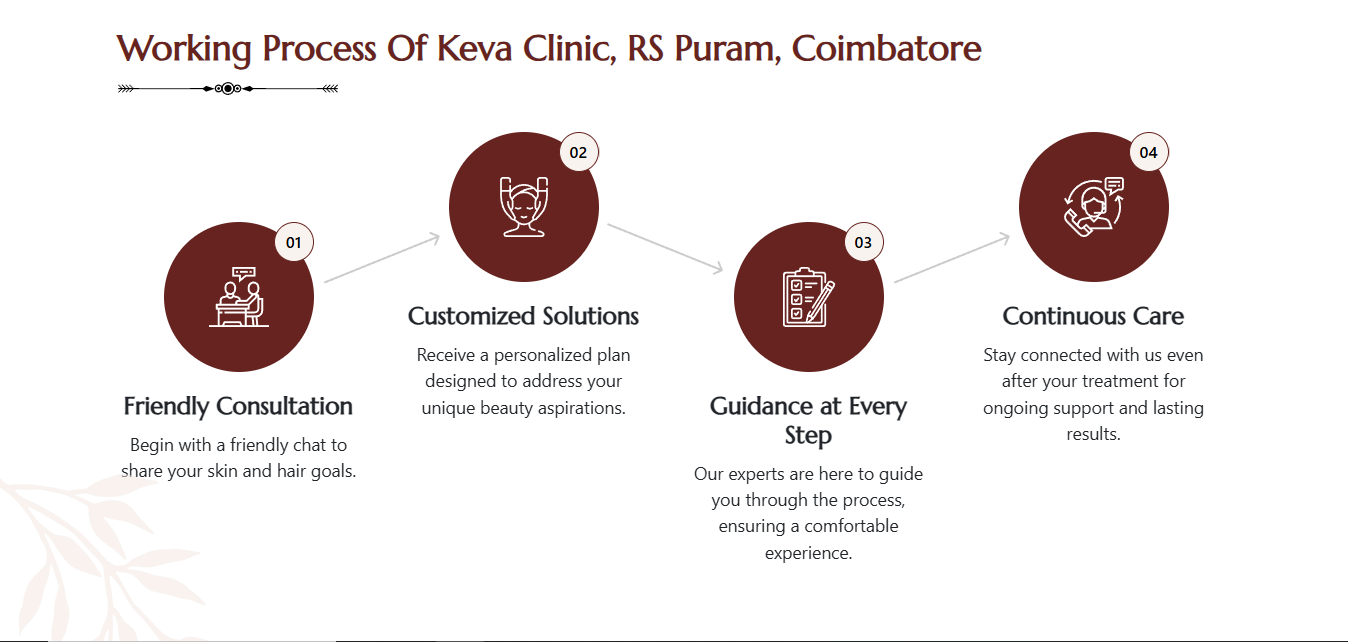 Working Process Of Keva Clinic, RS Puram, Coimbatore
01
Friendly Consultation
Begin with a friendly chat to
share your skin and hair goals.
02
Customized Solutions
Receive a personalized plan
designed to address your
unique beauty aspirations.
03
Guidance at Every
Step
Our experts are here to guide
you through the process,
ensuring a comfortable
experience.
04
Continuous Care
Stay connected with us even
after your treatment for
ongoing support and lasting
results.